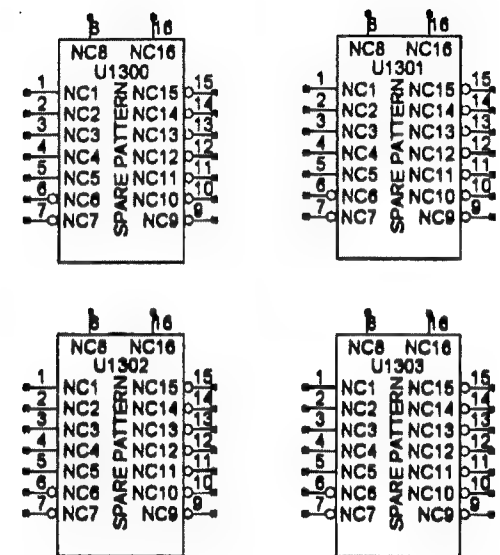 8 16
NC8 NC16
U1300
1 NC1 NC15 15
2 NC2 NC14 14
3 NC3 NC13 13
4 NC4 NC12 12
5 NC5 NC11 11
6 NC6 NC10 10
7 NC7 NC9 9
SPARE PATTERN
8 16
NC8 NC16
U1301
1 NC1 NC15 15
2 NC2 NC14 14
3 NC3 NC13 13
4 NC4 NC12 12
5 NC5 NC11 11
6 NC6 NC10 10
7 NC7 NC9 9
SPARE PATTERN
8 16
NC8 NC16
U1302
1 NC1 NC15 15
2 NC2 NC14 14
3 NC3 NC13 13
4 NC4 NC12 12
5 NC5 NC11 11
6 NC6 NC10 10
7 NC7 NC9 9
SPARE PATTERN
8 16
NC8 NC16
U1303
1 NC1 NC15 15
2 NC2 NC14 14
3 NC3 NC13 13
4 NC4 NC12 12
5 NC5 NC11 11
6 NC6 NC10 10
7 NC7 NC9 9
SPARE PATTERN